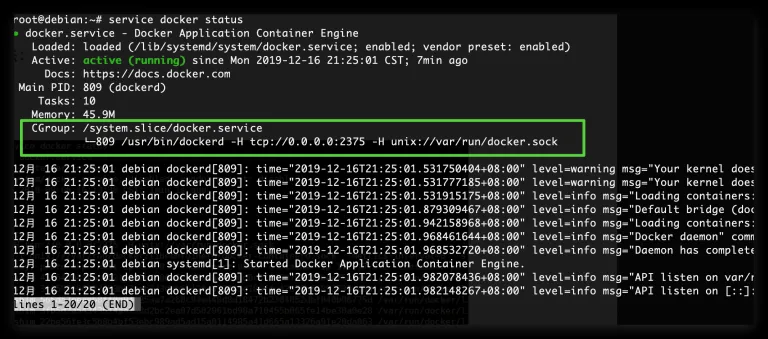 root@debian:~# service docker status
● docker.service - Docker Application Container Engine
Loaded: loaded (/lib/systemd/system/docker.service; enabled; vendor preset: enabled)
Active: active (running) since Mon 2019-12-16 21:25:01 CST; 7min ago
Docs: https://docs.docker.com
Main PID: 809 (dockerd)
Tasks: 10
Memory: 45.9M
CGroup: /system.slice/docker.service
└─809 /usr/bin/dockerd -H tcp://0.0.0.0:2375 -H unix://var/run/docker.sock
12月 16 21:25:01 debian dockerd[809]: time="2019-12-16T21:25:01.531750404+08:00" level=warning msg="Your kernel does
12月 16 21:25:01 debian dockerd[809]: time="2019-12-16T21:25:01.531777185+08:00" level=warning msg="Your kernel does
12月 16 21:25:01 debian dockerd[809]: time="2019-12-16T21:25:01.531915175+08:00" level=info msg="Loading containers:
12月 16 21:25:01 debian dockerd[809]: time="2019-12-16T21:25:01.879309467+08:00" level=info msg="Default bridge (doc
12月 16 21:25:01 debian dockerd[809]: time="2019-12-16T21:25:01.942158968+08:00" level=info msg="Loading containers:
12月 16 21:25:01 debian dockerd[809]: time="2019-12-16T21:25:01.968461644+08:00" level=info msg="Docker daemon" comm
12月 16 21:25:01 debian dockerd[809]: time="2019-12-16T21:25:01.968532720+08:00" level=info msg="Daemon has complete
12月 16 21:25:01 debian systemd[1]: Started Docker Application Container Engine.
12月 16 21:25:01 debian dockerd[809]: time="2019-12-16T21:25:01.982078436+08:00" level=info msg="API listen on var/r
12月 16 21:25:01 debian dockerd[809]: time="2019-12-16T21:25:01.982148267+08:00" level=info msg="API listen on [::]:
lines 1-20/20 (END)